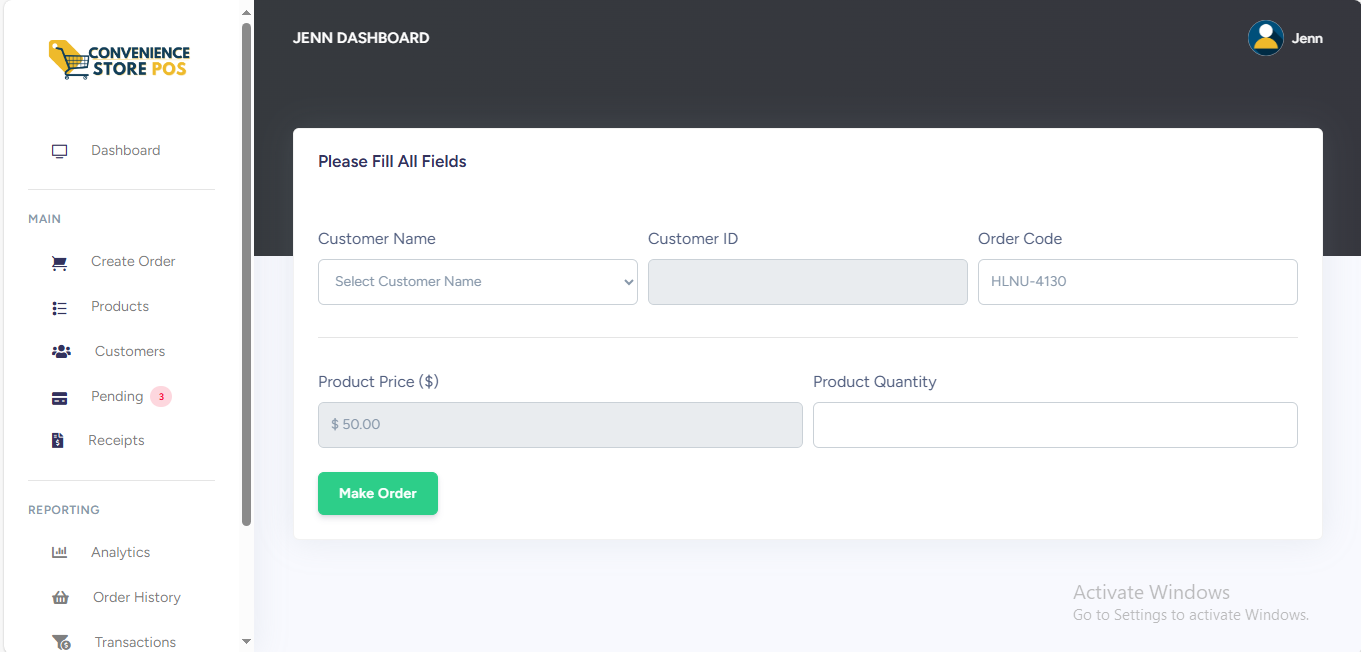 CONVENIENCE
STORE POS
Dashboard
MAIN
Create Order
Products
Customers
Pending 3
Receipts
REPORTING
Analytics
Order History
Transactions
JENN DASHBOARD
Jenn
Please Fill All Fields
Customer Name
Customer ID
Order Code
Select Customer Name
HLNU-4130
Product Price ($)
Product Quantity
$ 50.00
Make Order
Activate Windows
Go to Settings to activate Windows.